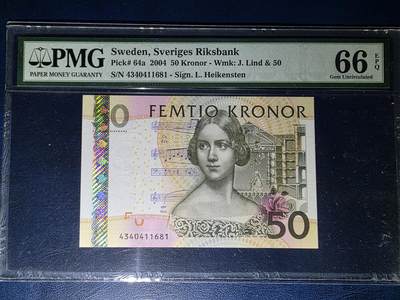 PMG
PAPER MONEY GUARANTY
Sweden, Sveriges Riksbank
Pick# 64a 2004 50 Kronor - Wmk: J. Lind & 50
S/N 4340411681 - Sign. L. Heikensten
66 EPQ
Gem Uncirculated
FEMTIO KRONOR
50
4340411681